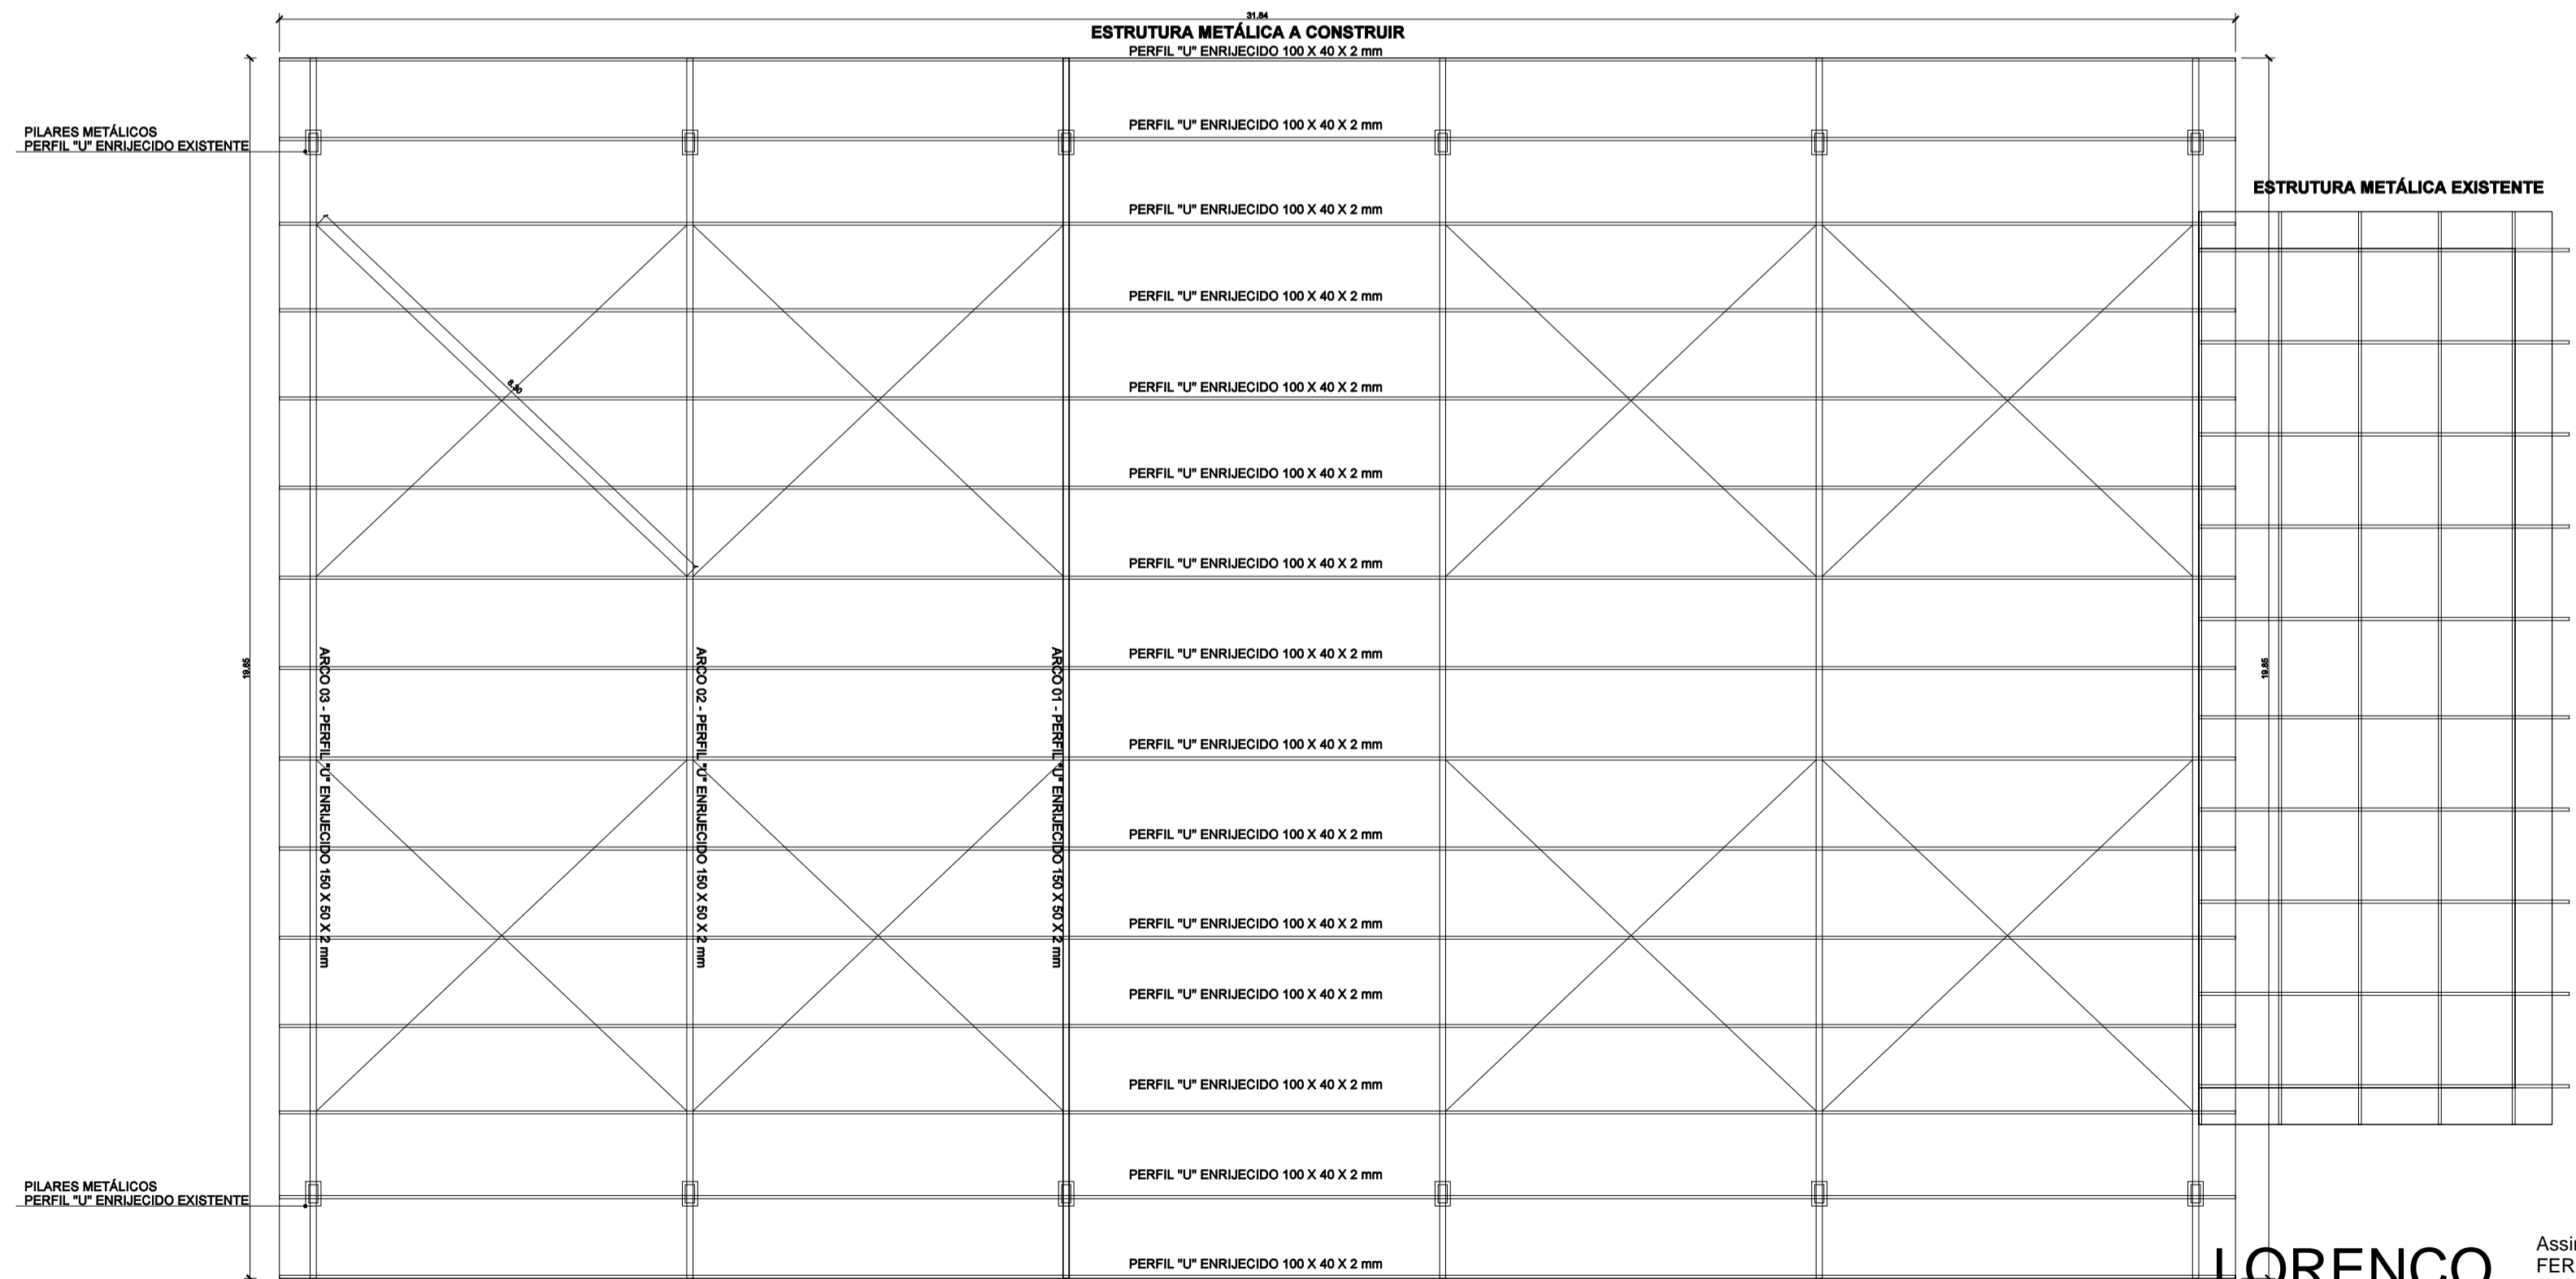 31.84
ESTRUTURA METÁLICA A CONSTRUIR
PERFIL "U" ENRIJECIDO 100 X 40 X 2 mm
PERFIL "U" ENRIJECIDO 100 X 40 X 2 mm
PILARES METÁLICOS
PERFIL "U" ENRIJECIDO EXISTENTE
ESTRUTURA METÁLICA EXISTENTE
PERFIL "U" ENRIJECIDO 100 X 40 X 2 mm
PERFIL "U" ENRIJECIDO 100 X 40 X 2 mm
8.30
PERFIL "U" ENRIJECIDO 100 X 40 X 2 mm
PERFIL "U" ENRIJECIDO 100 X 40 X 2 mm
PERFIL "U" ENRIJECIDO 100 X 40 X 2 mm
19.85
ARCO 03 - PERFIL "U" ENRIJECIDO 150 X 50 X 2 mm
ARCO 02 - PERFIL "U" ENRIJECIDO 150 X 50 X 2 mm
ARCO 01 - PERFIL "U" ENRIJECIDO 150 X 50 X 2 mm
PERFIL "U" ENRIJECIDO 100 X 40 X 2 mm
19.85
PERFIL "U" ENRIJECIDO 100 X 40 X 2 mm
PERFIL "U" ENRIJECIDO 100 X 40 X 2 mm
PERFIL "U" ENRIJECIDO 100 X 40 X 2 mm
PERFIL "U" ENRIJECIDO 100 X 40 X 2 mm
PERFIL "U" ENRIJECIDO 100 X 40 X 2 mm
PERFIL "U" ENRIJECIDO 100 X 40 X 2 mm
PILARES METÁLICOS
PERFIL "U" ENRIJECIDO EXISTENTE
PERFIL "U" ENRIJECIDO 100 X 40 X 2 mm
LORENCO
Assi
FER